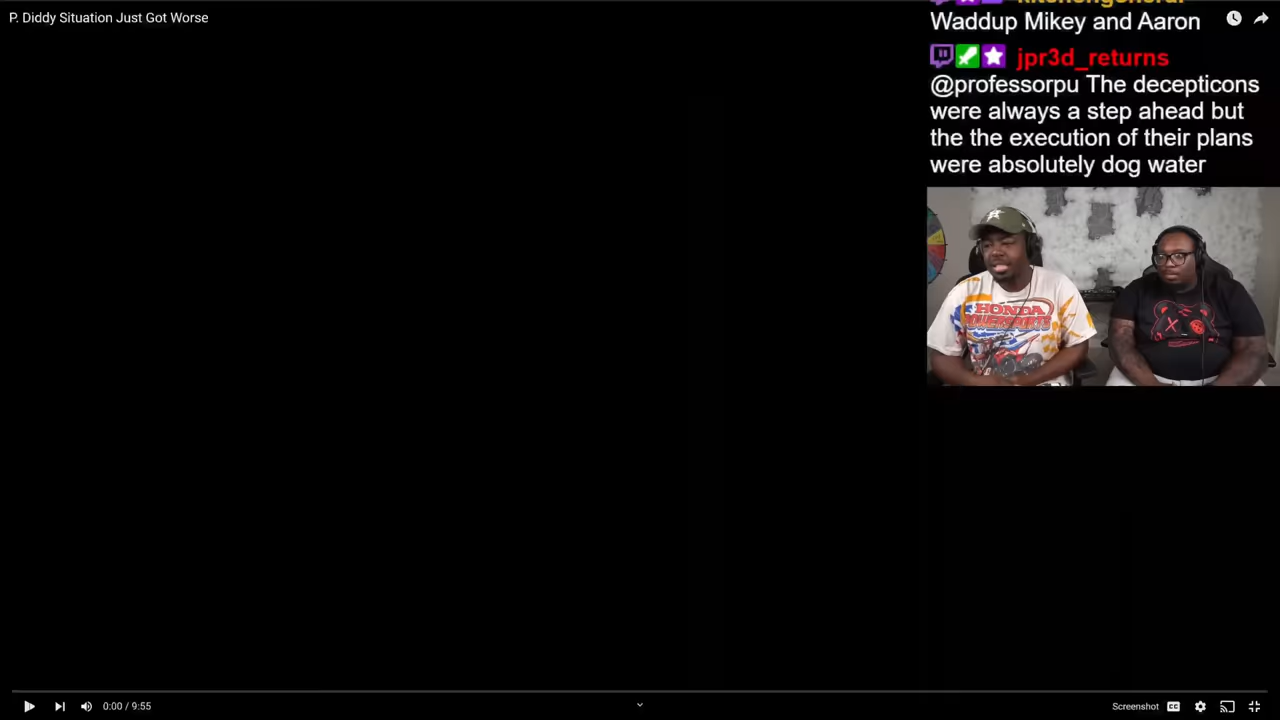 P. Diddy Situation Just Got Worse
Waddup Mikey and Aaron
jpr3d_returns
@professorpu The decepticons
were always a step ahead but
the the execution of their plans
were absolutely dog water
HONDA
0:00 / 9:55
Screenshot
CC